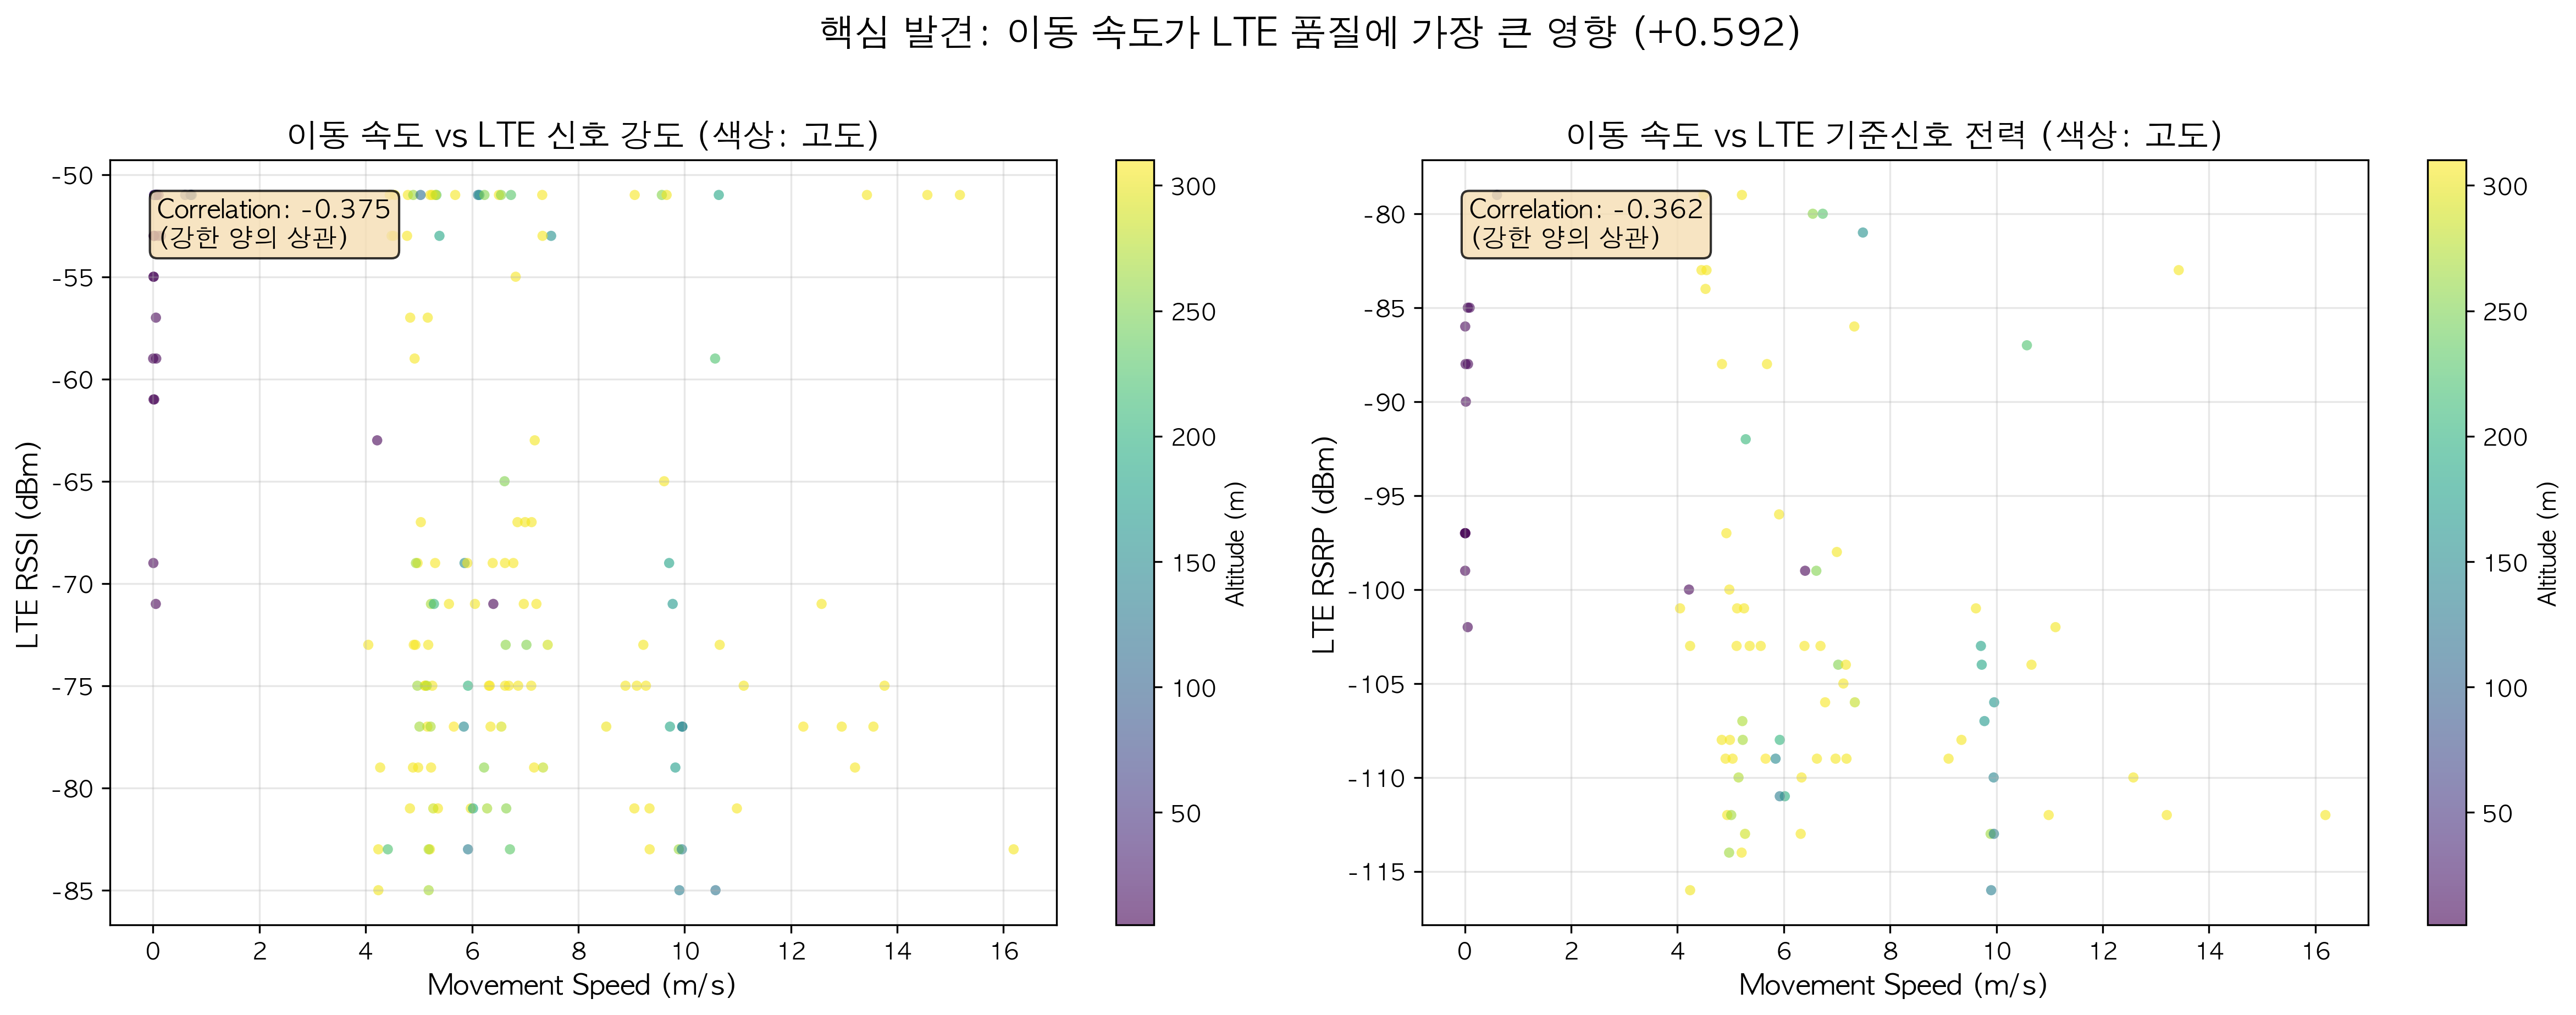 핵심 발견: 이동 속도가 LTE 품질에 가장 큰 영향 (+0.592)
이동 속도 vs LTE 신호 강도 (색상: 고도)
Correlation: -0.375
(강한 양의 상관)
LTE RSSI (dBm)
-50
-55
-60
-65
-70
-75
-80
-85
0 2 4 6 8 10 12 14 16
Movement Speed (m/s)
300
250
200
150
100
50
Altitude (m)
이동 속도 vs LTE 기준신호 전력 (색상: 고도)
Correlation: -0.362
(강한 양의 상관)
LTE RSRP (dBm)
-80
-85
-90
-95
-100
-105
-110
-115
0 2 4 6 8 10 12 14 16
Movement Speed (m/s)
300
250
200
150
100
50
Altitude (m)